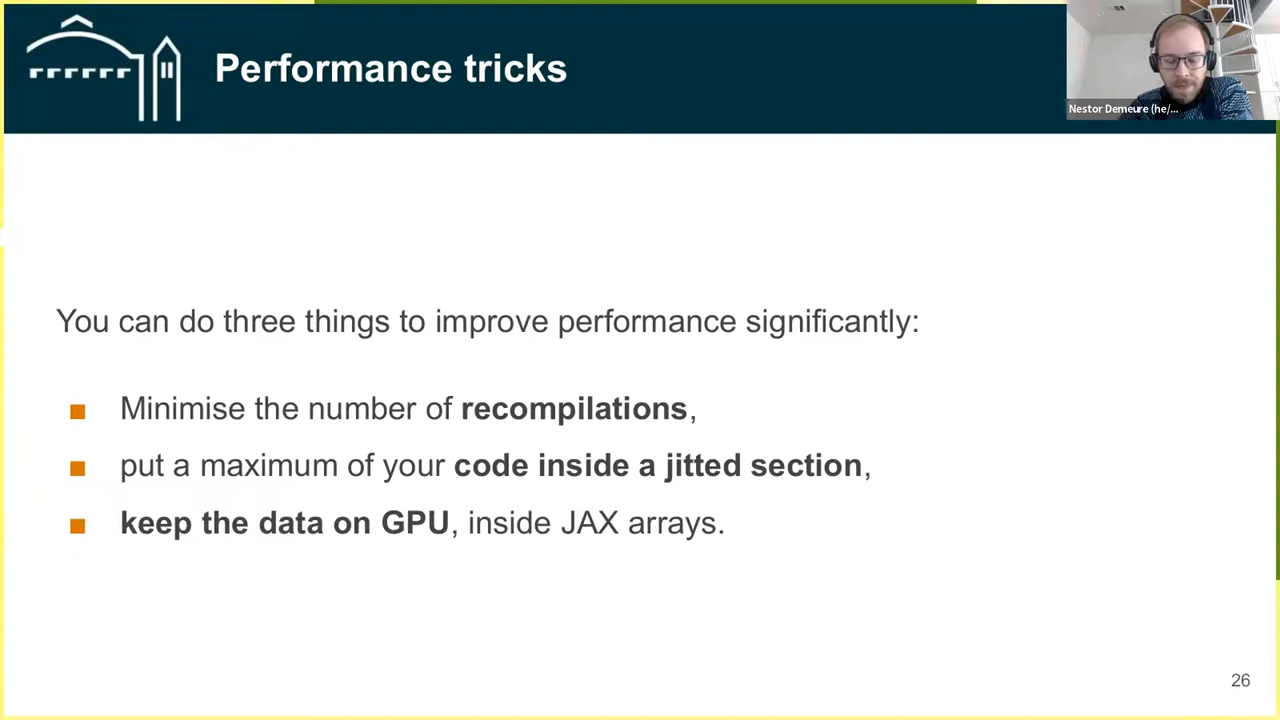 Performance tricks
Nestor Demeure (he/...
You can do three things to improve performance significantly:
■ Minimise the number of recompilations,
■ put a maximum of your code inside a jitted section,
■ keep the data on GPU, inside JAX arrays.
26